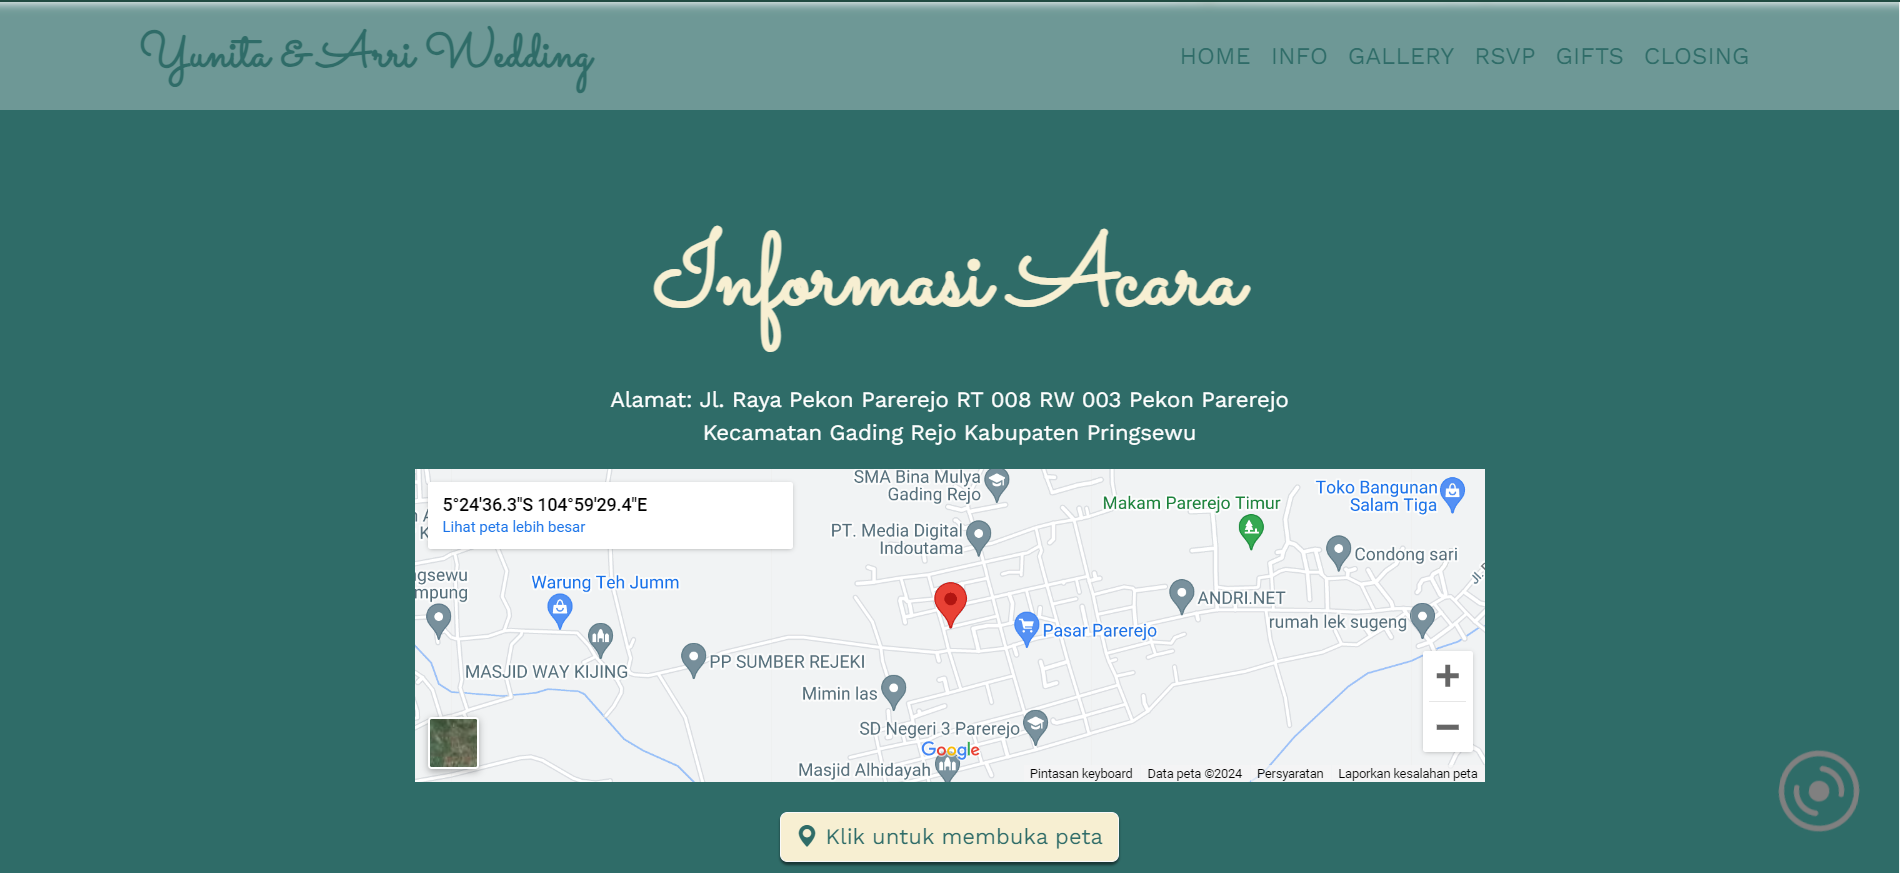 Yunita & Arri Wedding
HOME INFO GALLERY RSVP GIFTS CLOSING
Informasi Acara
Alamat: Jl. Raya Pekon Parerejo RT 008 RW 003 Pekon Parerejo
Kecamatan Gading Rejo Kabupaten Pringsewu
5°24'36.3"S 104°59'29.4"E
Lihat peta lebih besar
SMA Bina Mulya
Gading Rejo
Makam Parerejo Timur
Toko Bangunan
Salam Tiga
PT. Media Digital
Indoutama
Condong sari
Warung Teh Jumm
ANDRI.NET
rumah lek sugeng
Pasar Parerejo
MASJID WAY KIJING
PP SUMBER REJEKI
Mimin las
SD Negeri 3 Parerejo
Google
Masjid Alhidayah
Pintasan keyboard
Data peta ©2024
Persyaratan
Laporkan kesalahan peta
Klik untuk membuka peta